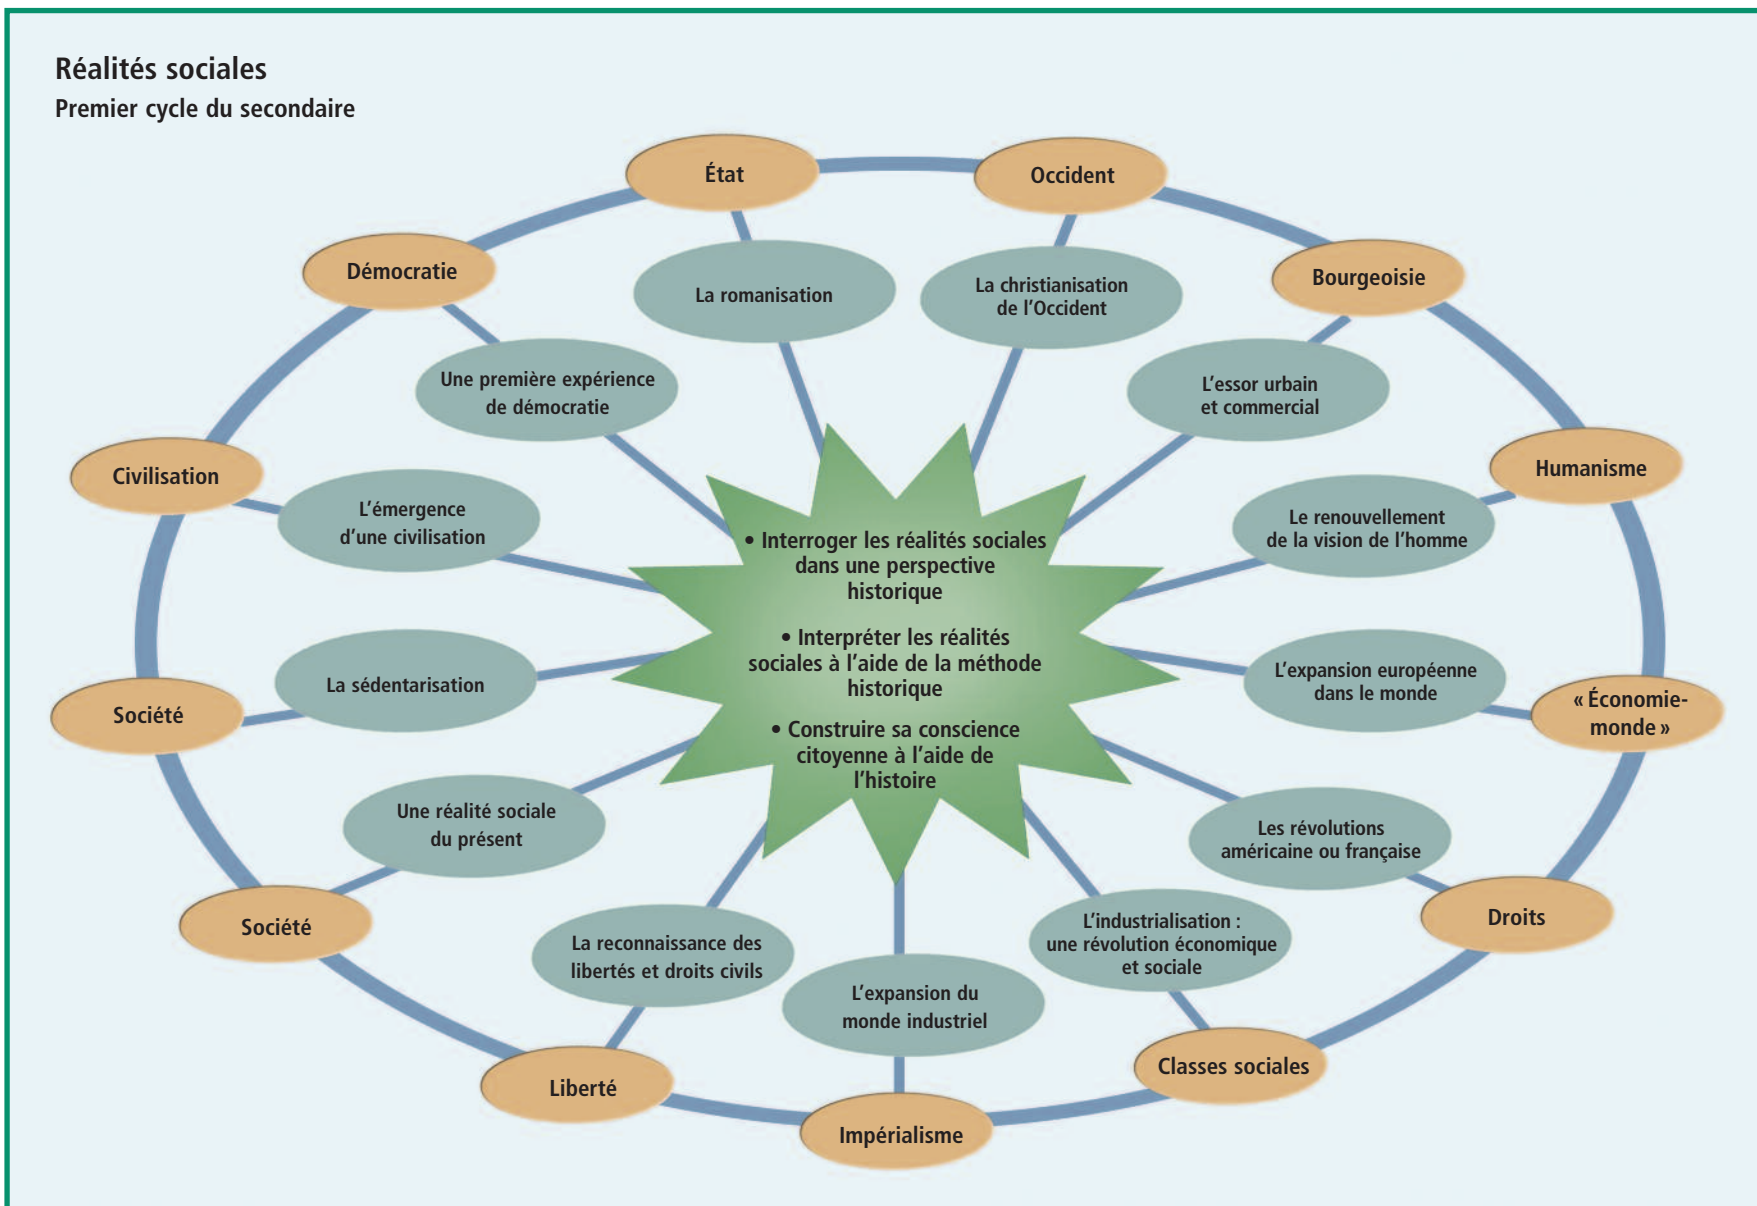 Réalités sociales
Premier cycle du secondaire
État
Occident
Démocratie
Bourgeoisie
La romanisation
La christianisation
de l’Occident
Une première expérience
de démocratie
L’essor urbain
et commercial
Civilisation
Humanisme
L’émergence
d’une civilisation
Le renouvellement
de la vision de l’homme
• Interroger les réalités sociales
dans une perspective
historique
• Interpréter les réalités
sociales à l’aide de la méthode
historique
• Construire sa conscience
citoyenne à l’aide de
l’histoire
La sédentarisation
L’expansion européenne
dans le monde
Société
« Économie-
monde »
Une réalité sociale
du présent
Les révolutions
américaine ou française
Société
Droits
La reconnaissance des
libertés et droits civils
L’industrialisation :
une révolution économique
et sociale
L’expansion du
monde industriel
Liberté
Classes sociales
Impérialisme